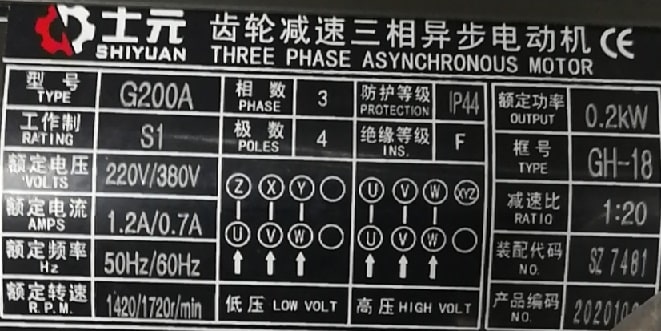 士元 齿轮减速三相异步电动机 CE
SHIYUAN THREE PHASE ASYNCHRONOUS MOTOR
型号 TYPE G200A 相数 PHASE 3 防护等级 PROTECTION IP44 额定功率 OUTPUT 0.2kW
工作制 RATING S1 极数 POLES 4 绝缘等级 INS. F 框号 TYPE GH-18
额定电压 VOLTS 220V/380V Z X Y U V W XYZ 减速比 RATIO 1:20
额定电流 AMPS 1.2A/0.7A U V W U V W
额定频率 Hz 50Hz/60Hz 装配代码 NO. SZ 7481
额定转速 R.P.M. 1420/1720r/min 低压 LOW VOLT 高压 HIGH VOLT 产品编码 NO.